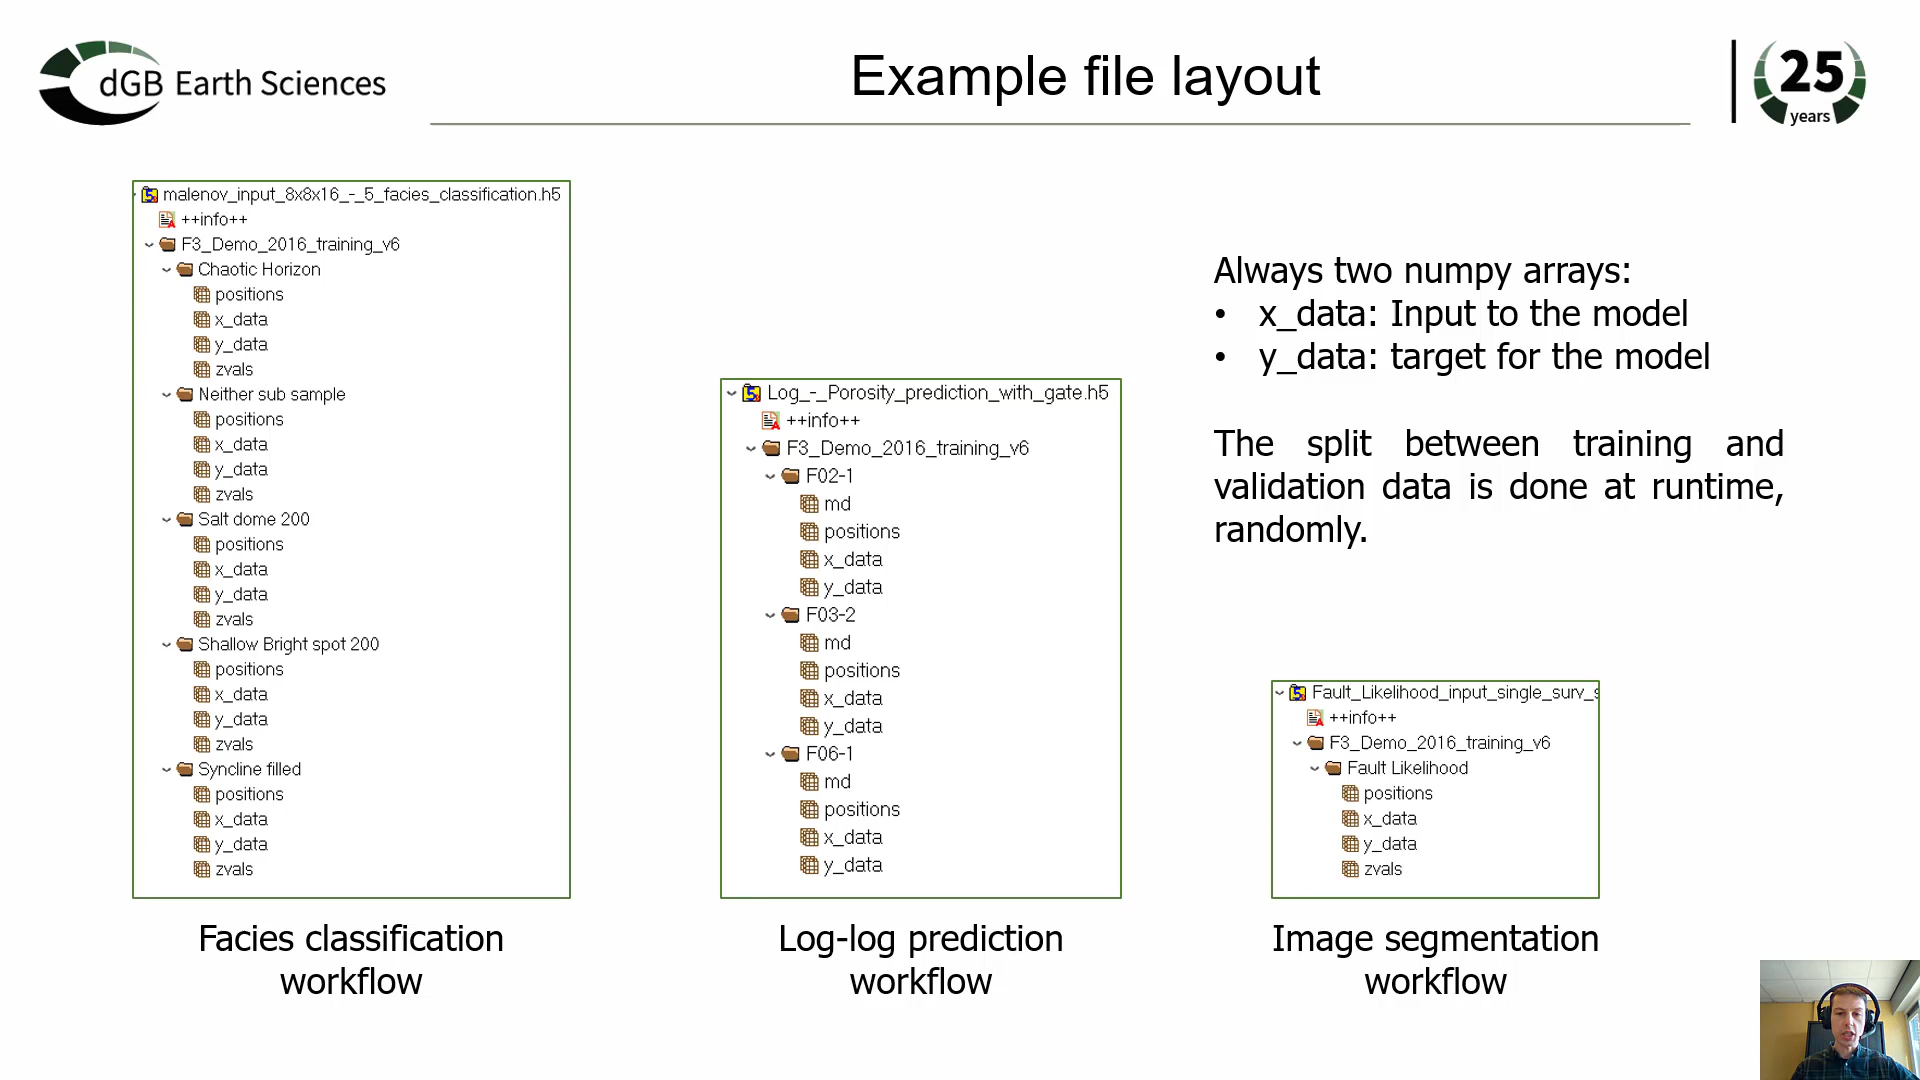 dGB Earth Sciences
Example file layout
25
years
malenov_input_8x8x16_-_5_facies_classification.h5
++info++
F3_Demo_2016_training_v6
Chaotic Horizon
positions
x_data
y_data
zvals
Neither sub sample
positions
x_data
y_data
zvals
Salt dome 200
positions
x_data
y_data
zvals
Shallow Bright spot 200
positions
x_data
y_data
zvals
Syncline filled
positions
x_data
y_data
zvals
Facies classification
workflow
Log_-_Porosity_prediction_with_gate.h5
++info++
F3_Demo_2016_training_v6
F02-1
md
positions
x_data
y_data
F03-2
md
positions
x_data
y_data
F06-1
md
positions
x_data
y_data
Log-log prediction
workflow
Always two numpy arrays:
• x_data: Input to the model
• y_data: target for the model
The split between training and
validation data is done at runtime,
randomly.
Fault_Likelihood_input_single_surv_s
++info++
F3_Demo_2016_training_v6
Fault Likelihood
positions
x_data
y_data
zvals
Image segmentation
workflow